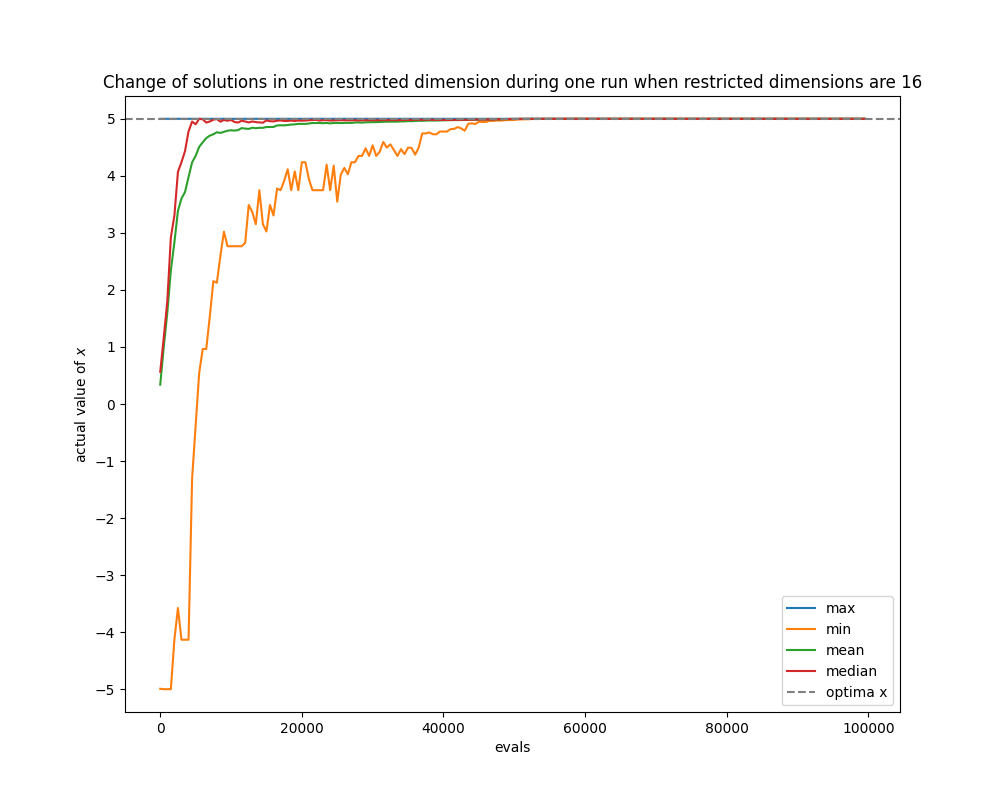 Change of solutions in one restricted dimension during one run when restricted dimensions are 16
5
4
3
2
1
0
−1
−2
−3
−4
−5
actual value of x
0 20000 40000 60000 80000 100000
evals
max
min
mean
median
optima x